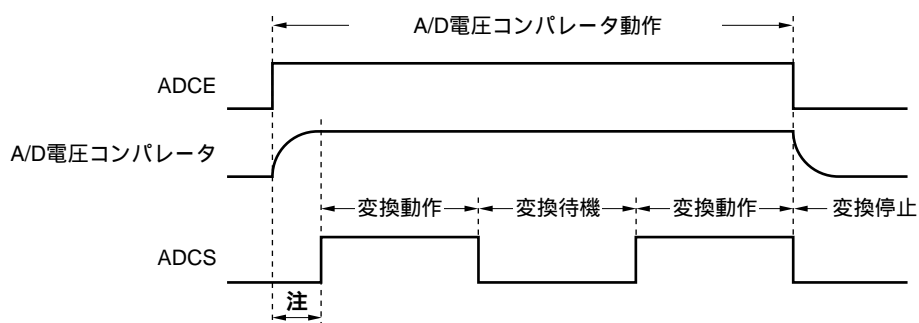 A/D電圧コンパレータ動作
ADCE
A/D電圧コンパレータ
変換動作 変換待機 変換動作 変換停止
ADCS
注